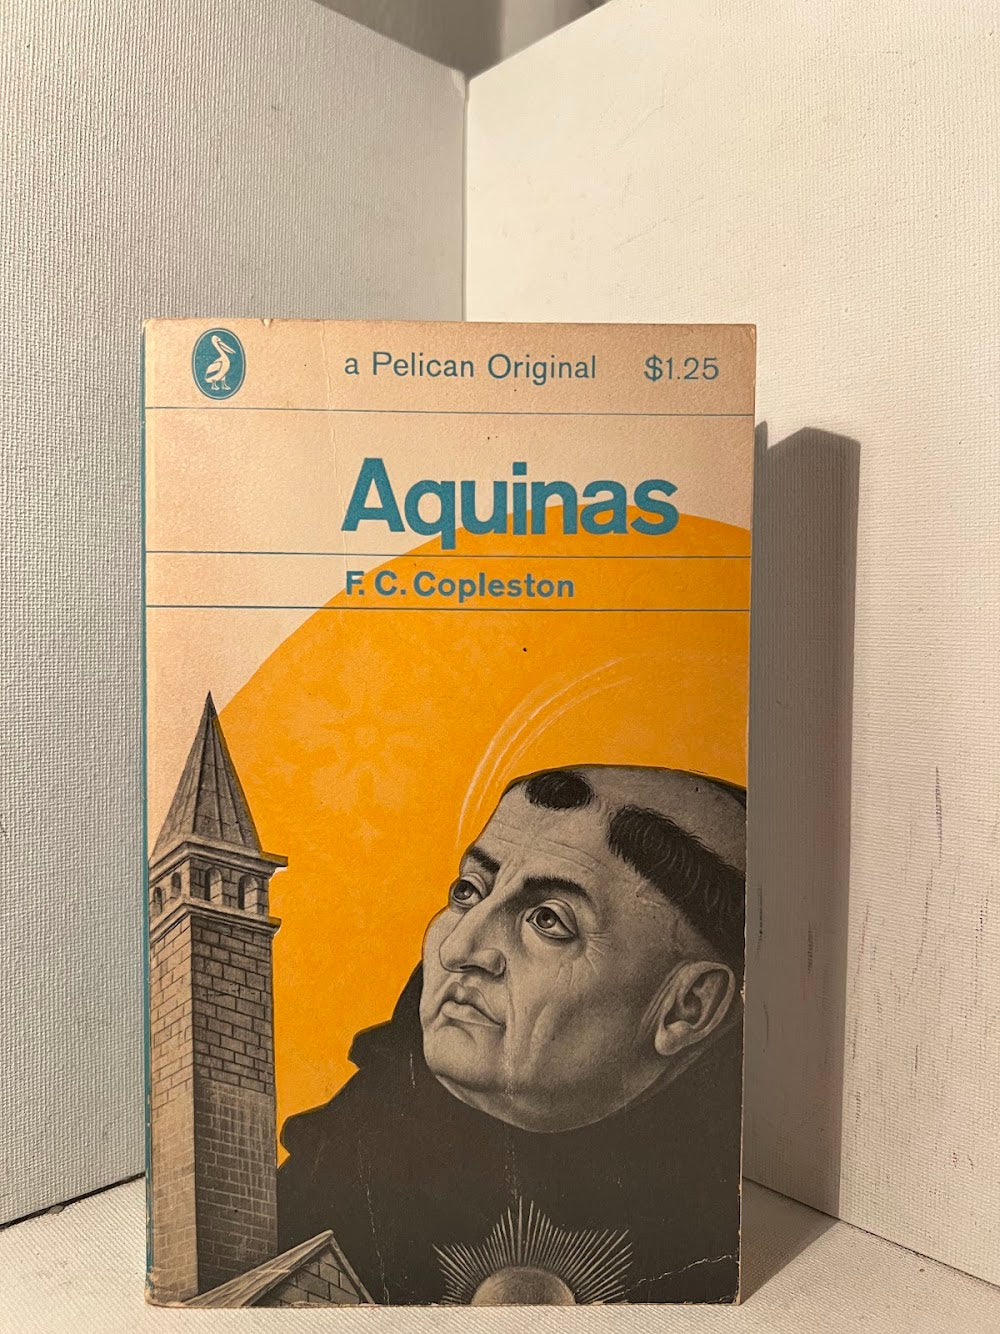 a Pelican Original $1.25
Aquinas
F. C. Copleston